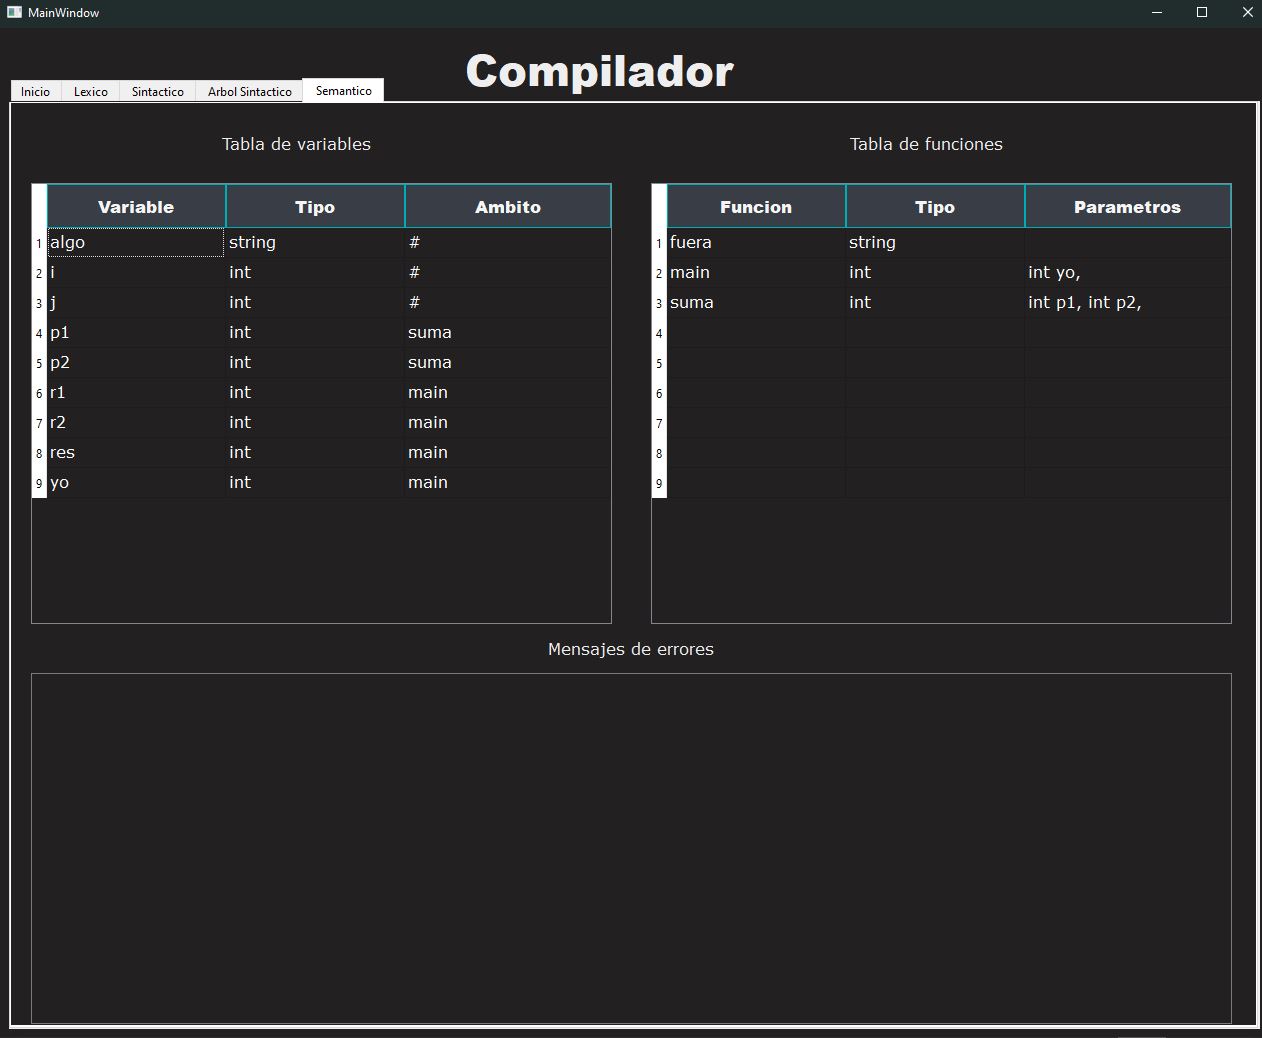 MainWindow
Compilador
Inicio Lexico Sintactico Arbol Sintactico Semantico
Tabla de variables
Variable Tipo Ambito
1 algo string #
2 i int #
3 j int #
4 p1 int suma
5 p2 int suma
6 r1 int main
7 r2 int main
8 res int main
9 yo int main
Tabla de funciones
Funcion Tipo Parametros
1 fuera string
2 main int int yo,
3 suma int int p1, int p2,
4
5
6
7
8
9
Mensajes de errores